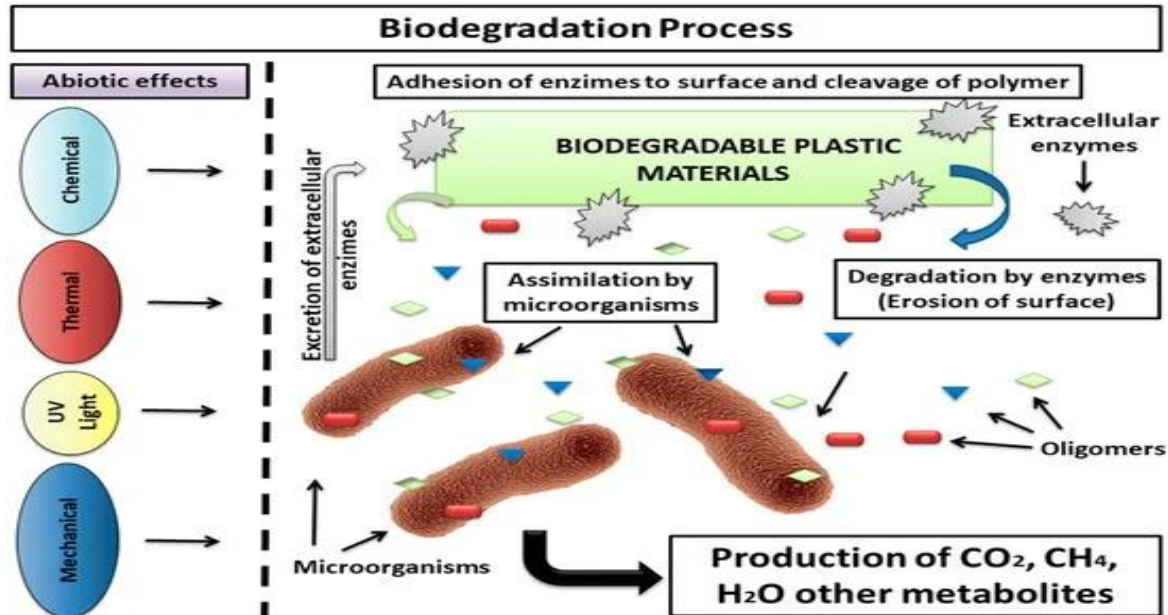 Biodegradation Process
Abiotic effects
Chemical
Thermal
UV
Light
Mechanical
Adhesion of enzimes to surface and cleavage of polymer
BIODEGRADABLE PLASTIC
MATERIALS
Extracellular
enzymes
Excretion of extracellular
enzimes
Assimilation by
microorganisms
Degradation by enzymes
(Erosion of surface)
Oligomers
Microorganisms
Production of CO₂, CH₄,
H₂O other metabolites